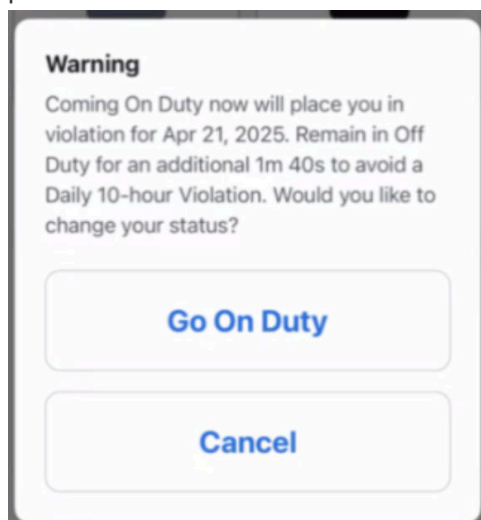 Warning
Coming On Duty now will place you in
violation for Apr 21, 2025. Remain in Off
Duty for an additional 1m 40s to avoid a
Daily 10-hour Violation. Would you like to
change your status?
Go On Duty
Cancel